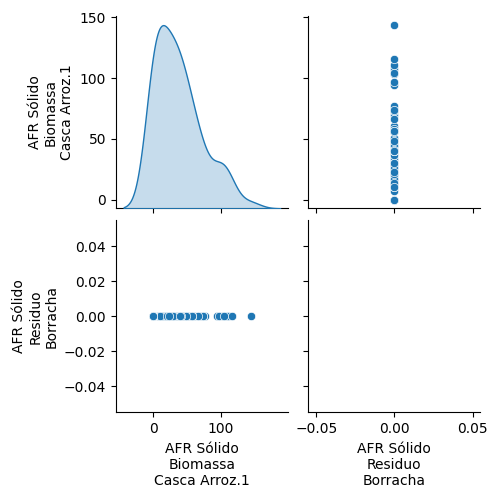 150
100
50
0
AFR Sólido
Biomassa
Casca Arroz.1
0.04
0.02
0.00
−0.02
−0.04
AFR Sólido
Residuo
Borracha
0
100
AFR Sólido
Biomassa
Casca Arroz.1
−0.05
0.00
0.05
AFR Sólido
Residuo
Borracha